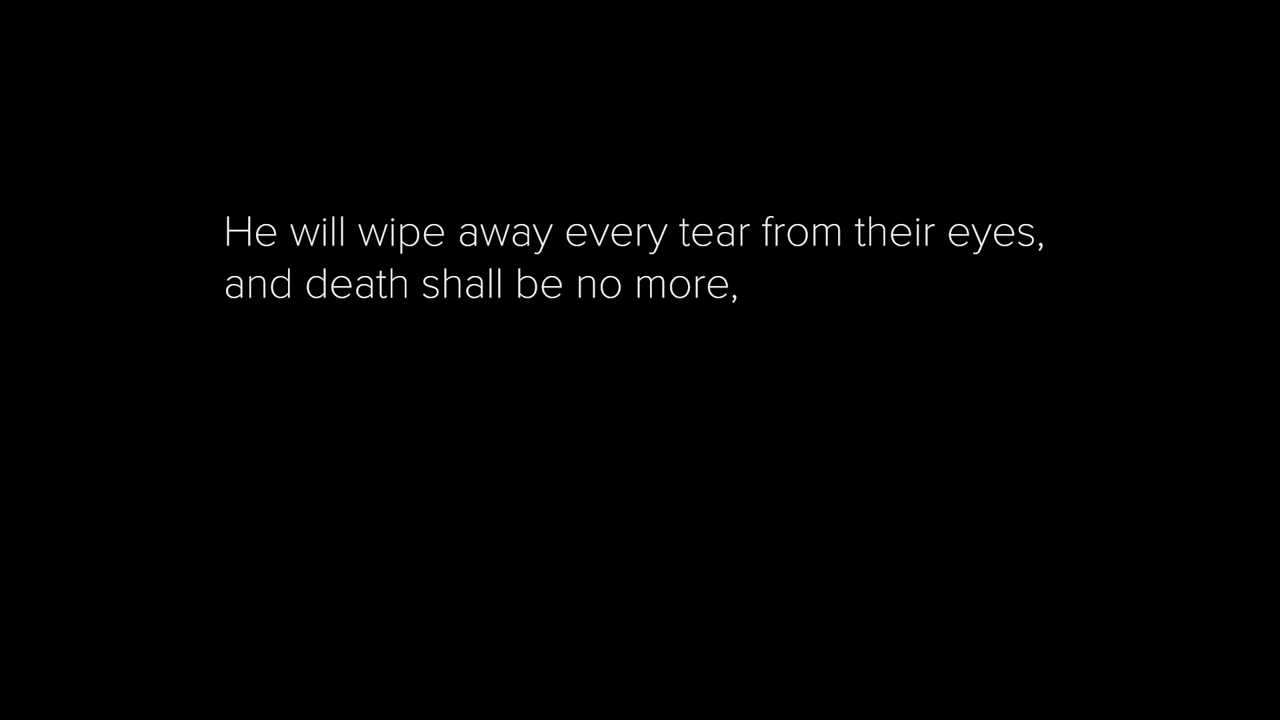 He will wipe away every tear from their eyes,
and death shall be no more,